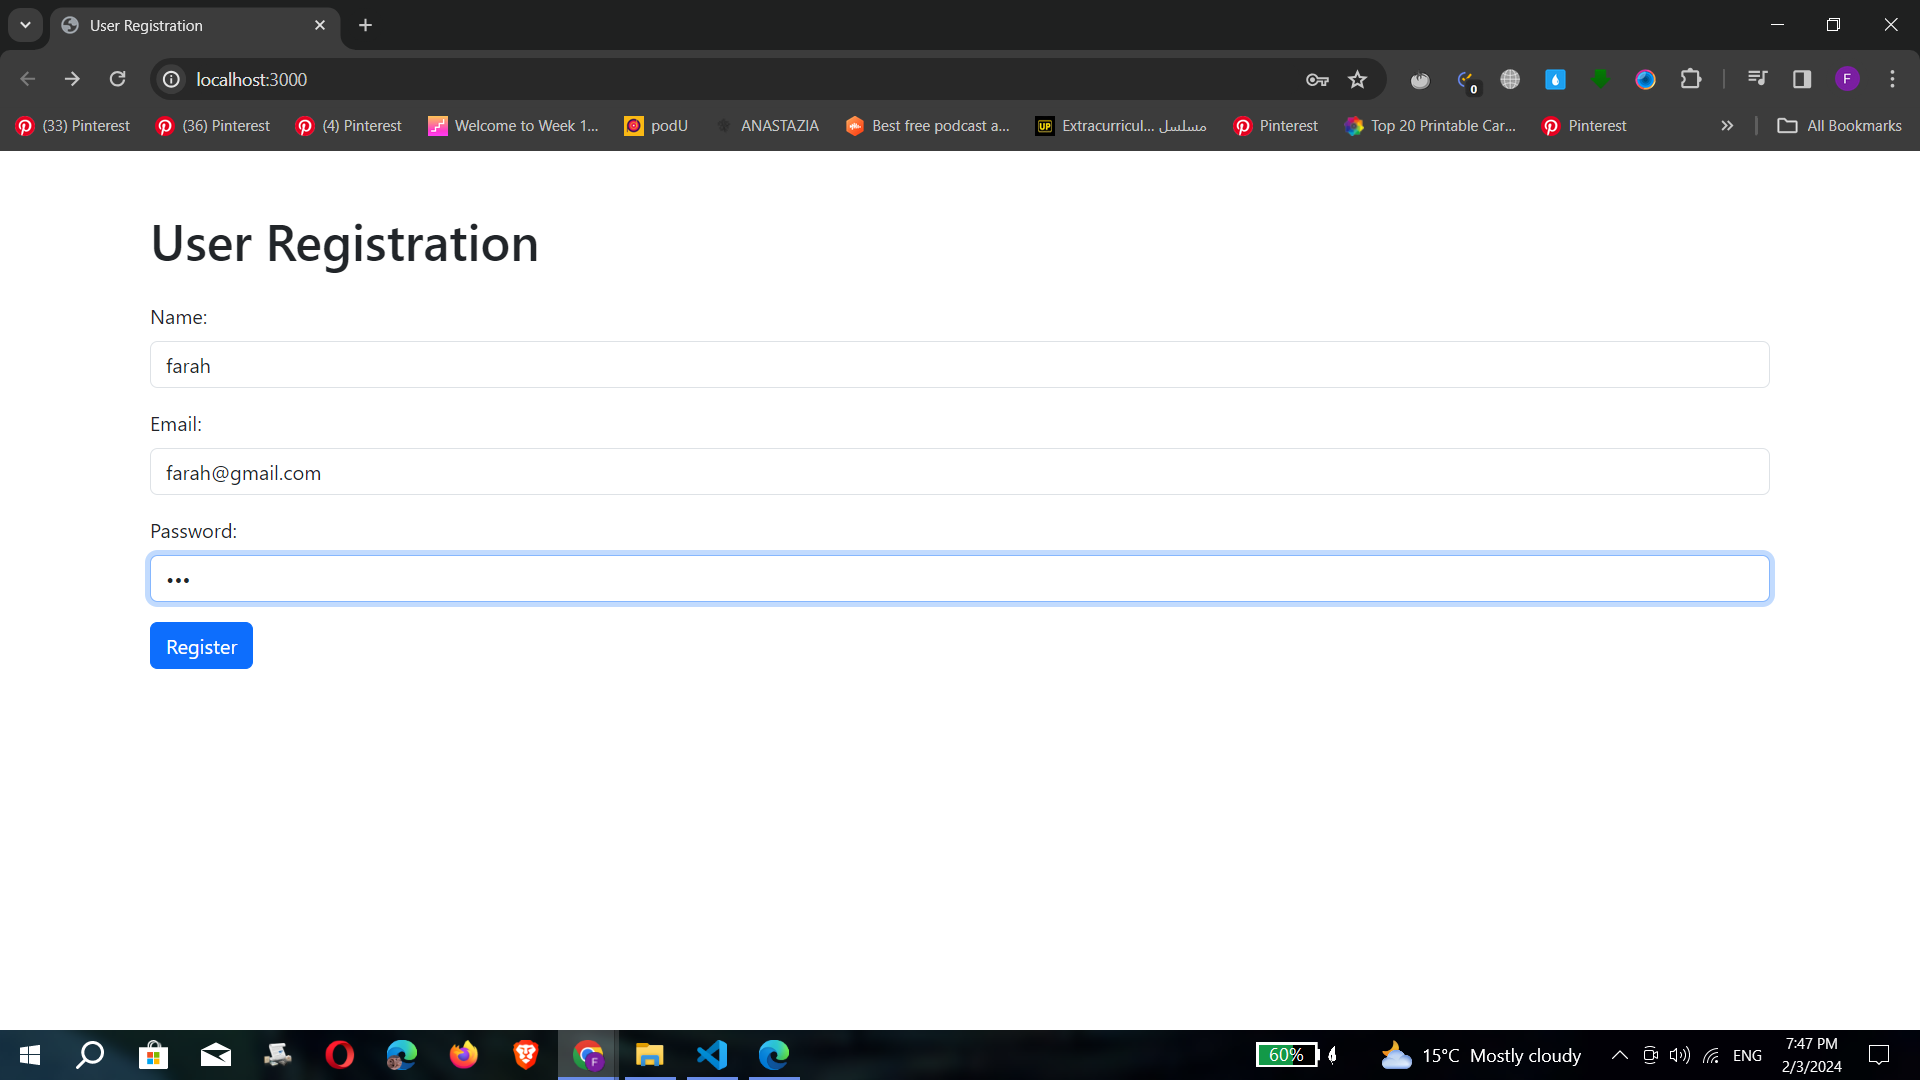 User Registration
localhost:3000
0
F
(33) Pinterest
(36) Pinterest
(4) Pinterest
Welcome to Week 1...
podU
ANASTAZIA
Best free podcast a...
UP
Extracurricul... مسلسل
Pinterest
Top 20 Printable Car...
Pinterest
All Bookmarks
User Registration
Name:
farah
Email:
farah@gmail.com
Password:
•••
Register
F
60%
15°C Mostly cloudy
ENG
7:47 PM
2/3/2024